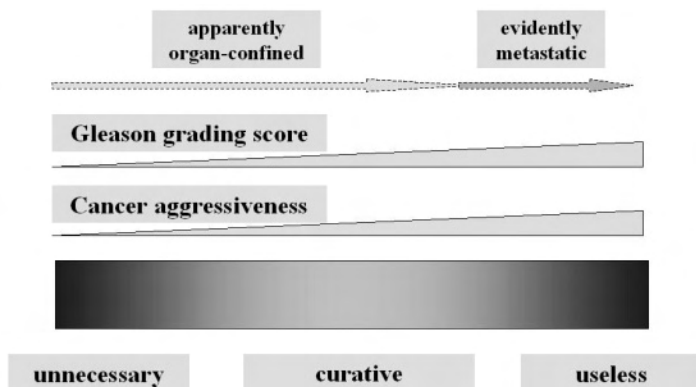 apparently
organ-confined
evidently
metastatic
Gleason grading score
Cancer aggressiveness
unnecessary
curative
useless